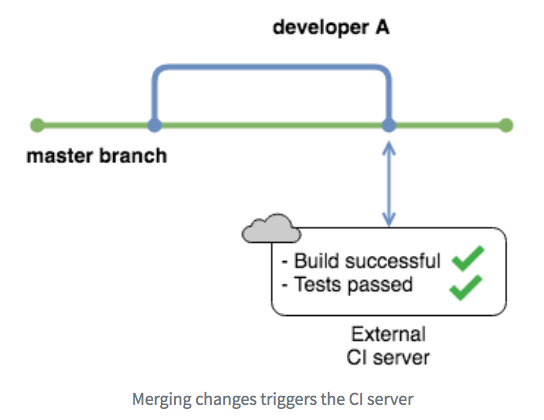 developer A
master branch
- Build successful
- Tests passed
External
CI server
Merging changes triggers the CI server